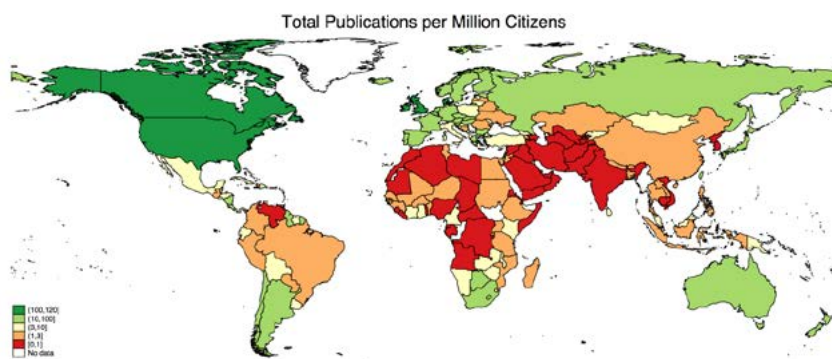 Total Publications per Million Citizens
(100,120]
(10,100]
(3,10]
(1,3]
[0,1]
No data